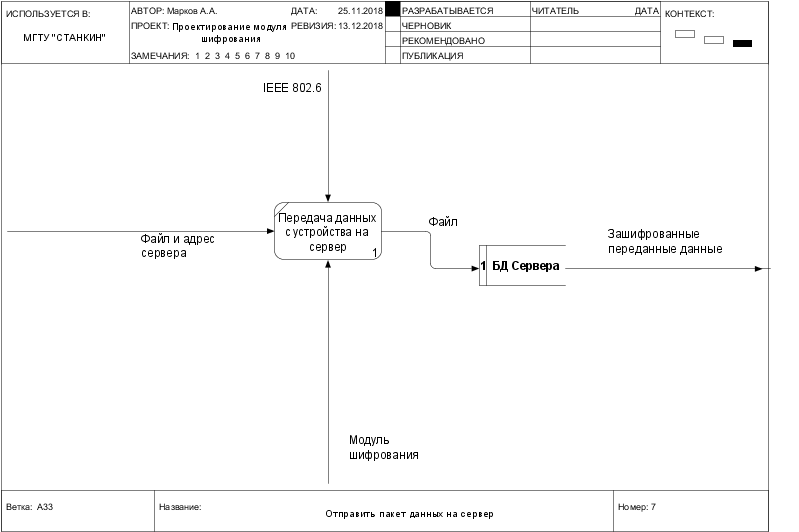 ИСПОЛЬЗУЕТСЯ В:
МГТУ "СТАНКИН"
АВТОР: Марков А.А.
ДАТА: 25.11.2018
ПРОЕКТ: Проектирование модуля
шифрования
РЕВИЗИЯ: 13.12.2018
ЗАМЕЧАНИЯ: 1 2 3 4 5 6 7 8 9 10
РАЗРАБАТЫВАЕТСЯ
ЧЕРНОВИК
РЕКОМЕНДОВАНО
ПУБЛИКАЦИЯ
ЧИТАТЕЛЬ
ДАТА
КОНТЕКСТ:
IEEE 802.6
Передача данных
с устройства на
сервер
1
Файл и адрес
сервера
Файл
1 БД Сервера
Зашифрованные
переданные данные
Модуль
шифрования
Ветка: А33
Название:
Отправить пакет данных на сервер
Номер: 7